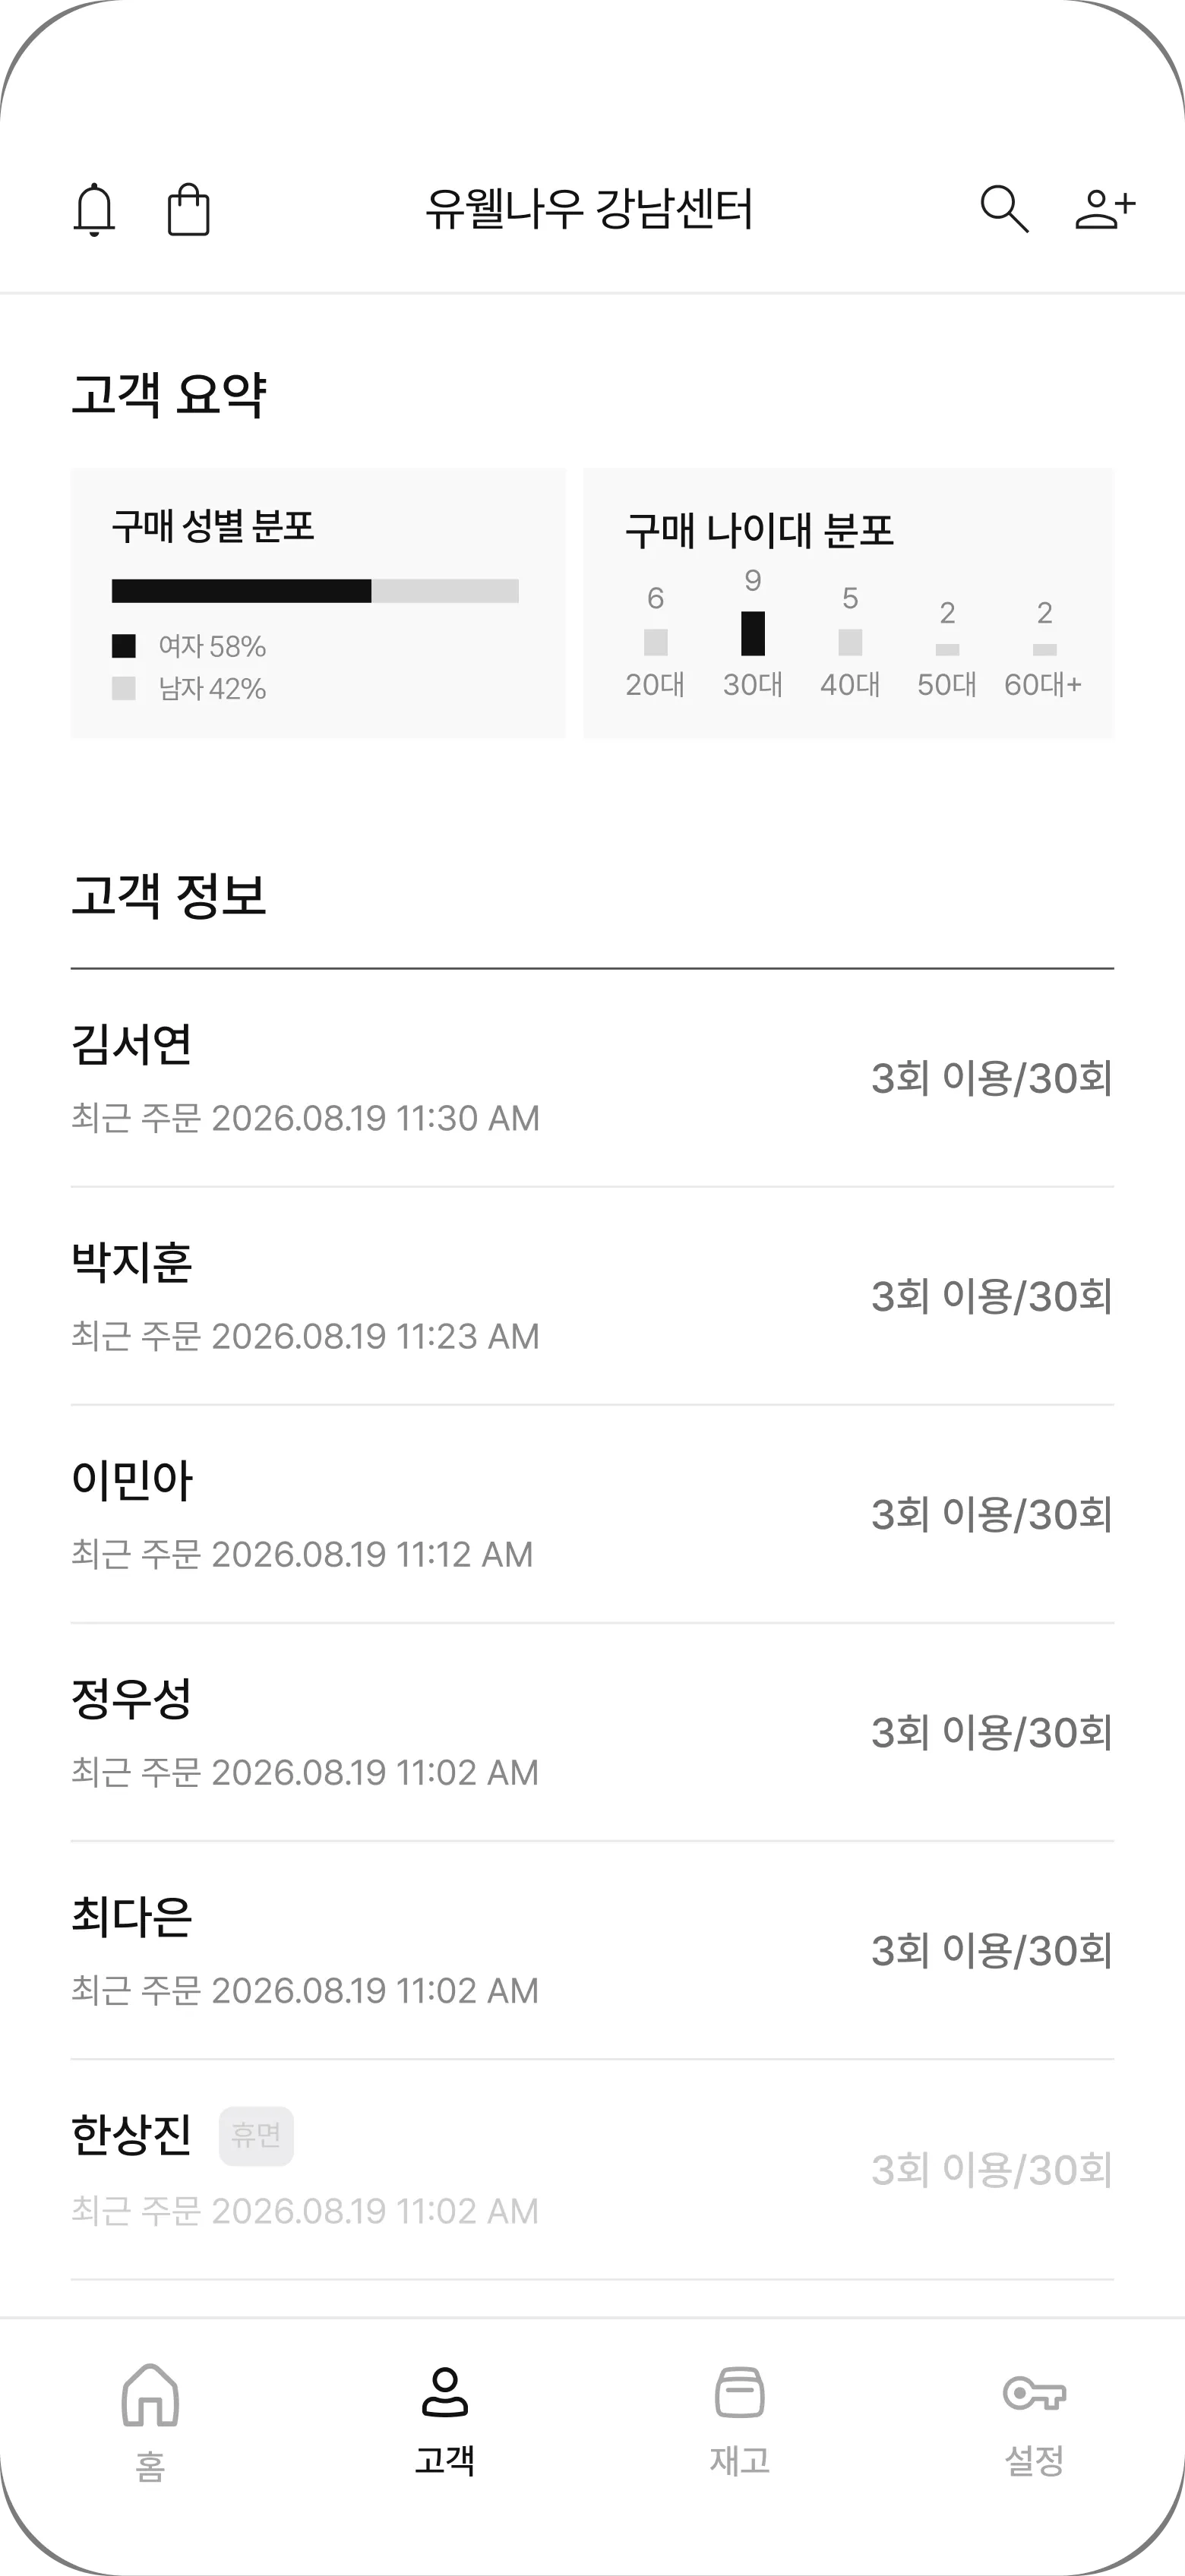 유웰나우 강남센터
고객 요약
구매 성별 분포
여자 58%
남자 42%
구매 나이대 분포
6 9 5 2 2
20대 30대 40대 50대 60대+
고객 정보
김서연
3회 이용/30회
최근 주문 2026.08.19 11:30 AM
박지훈
3회 이용/30회
최근 주문 2026.08.19 11:23 AM
이민아
3회 이용/30회
최근 주문 2026.08.19 11:12 AM
정우성
3회 이용/30회
최근 주문 2026.08.19 11:02 AM
최다은
3회 이용/30회
최근 주문 2026.08.19 11:02 AM
한상진 휴면
3회 이용/30회
최근 주문 2026.08.19 11:02 AM
홈 고객 재고 설정